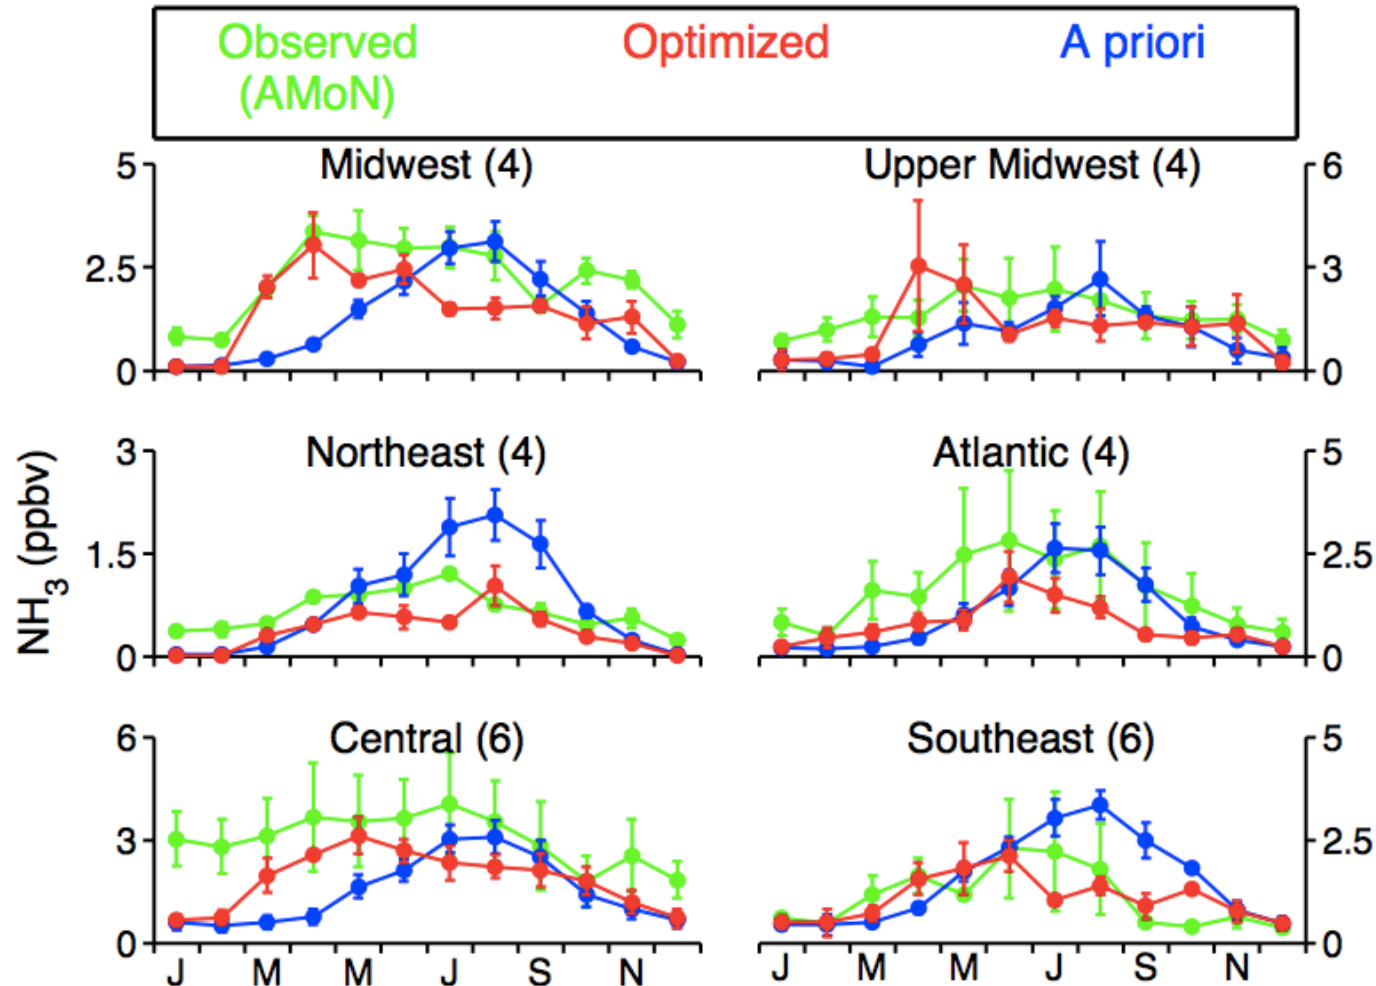 Observed Optimized A priori
(AMoN)
Midwest (4) Upper Midwest (4)
5 6
2.5 3
0 0
Northeast (4) Atlantic (4)
3 5
1.5 2.5
0 0
NH3 (ppbv)
Central (6) Southeast (6)
6 5
3 2.5
0 0
J M M J S N J M M J S N